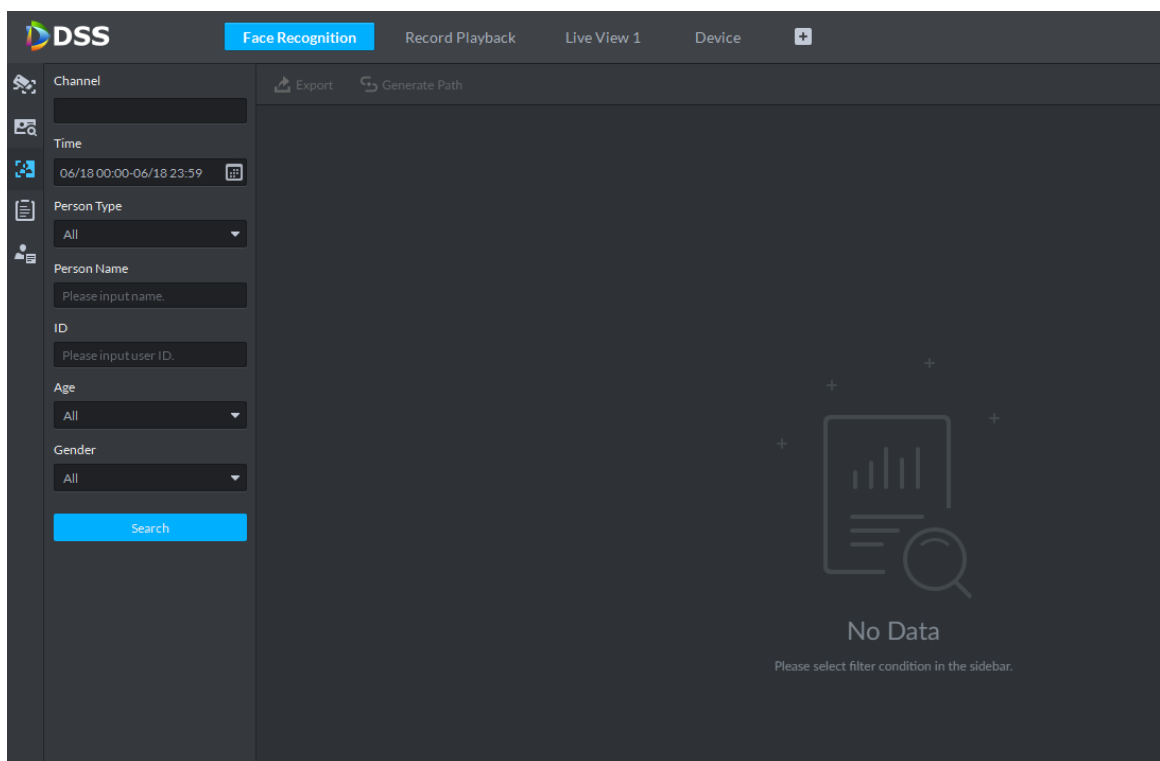 DSS
Face Recognition
Record Playback
Live View 1
Device
Channel
Export
Generate Path
Time
06/18 00:00-06/18 23:59
Person Type
All
Person Name
Please input name.
ID
Please input user ID.
Age
All
Gender
All
Search
No Data
Please select filter condition in the sidebar.